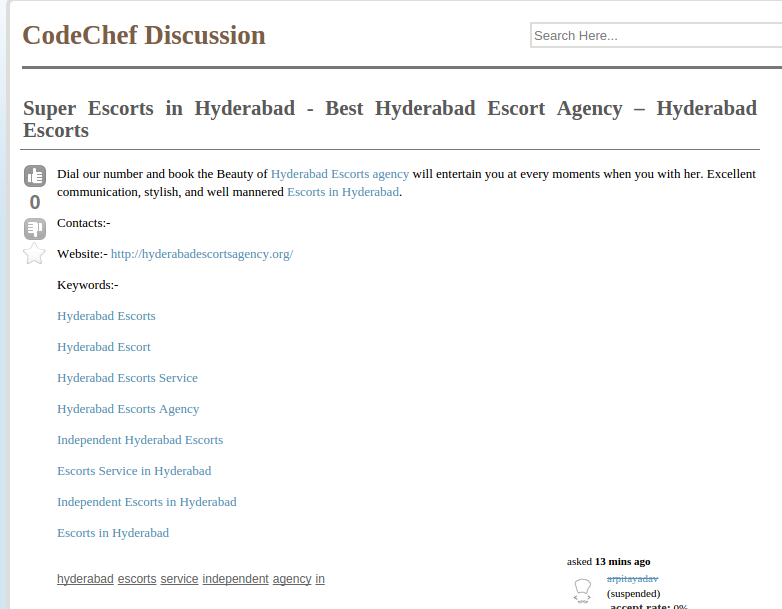 CodeChef Discussion
Search Here...
Super Escorts in Hyderabad - Best Hyderabad Escort Agency – Hyderabad
Escorts
Dial our number and book the Beauty of Hyderabad Escorts agency will entertain you at every moments when you with her. Excellent
communication, stylish, and well mannered Escorts in Hyderabad.
0
Contacts:-
Website:- http://hyderabadescortsagency.org/
Keywords:-
Hyderabad Escorts
Hyderabad Escort
Hyderabad Escorts Service
Hyderabad Escorts Agency
Independent Hyderabad Escorts
Escorts Service in Hyderabad
Independent Escorts in Hyderabad
Escorts in Hyderabad
asked 13 mins ago
hyderabad escorts service independent agency in
arpitayadav
(suspended)
accept rate: 0%